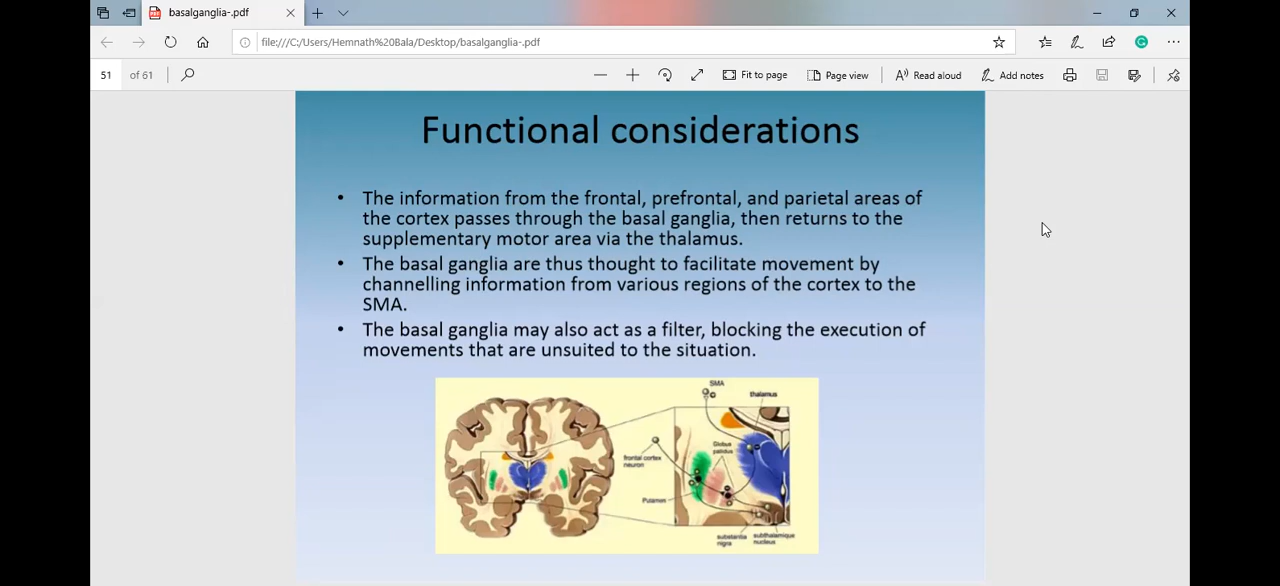 basalganglia-.pdf
file:///C:/Users/Hemnath%20Bala/Desktop/basalganglia-.pdf
51 of 61
Fit to page
Page view
Read aloud
Add notes
Functional considerations
• The information from the frontal, prefrontal, and parietal areas of
the cortex passes through the basal ganglia, then returns to the
supplementary motor area via the thalamus.
• The basal ganglia are thus thought to facilitate movement by
channelling information from various regions of the cortex to the
SMA.
• The basal ganglia may also act as a filter, blocking the execution of
movements that are unsuited to the situation.
SMA
thalamus
Globus
palidus
frontal cortex
neuron
Putamen
substantia
nigra
subthalamique
nucleus